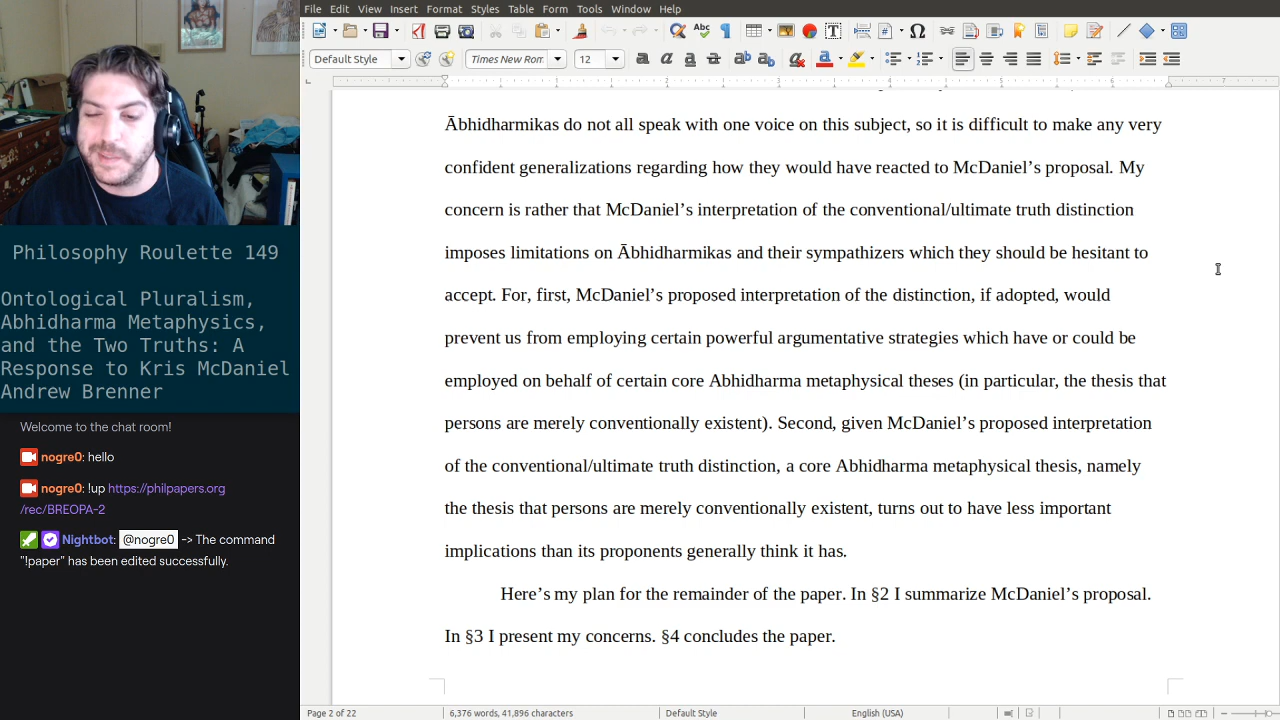 File Edit View Insert Format Styles Table Form Tools Window Help
Default Style
Times New Rom
12
Ābhidharmikas do not all speak with one voice on this subject, so it is difficult to make any very
confident generalizations regarding how they would have reacted to McDaniel’s proposal. My
concern is rather that McDaniel’s interpretation of the conventional/ultimate truth distinction
imposes limitations on Ābhidharmikas and their sympathizers which they should be hesitant to
accept. For, first, McDaniel’s proposed interpretation of the distinction, if adopted, would
prevent us from employing certain powerful argumentative strategies which have or could be
employed on behalf of certain core Abhidharma metaphysical theses (in particular, the thesis that
persons are merely conventionally existent). Second, given McDaniel’s proposed interpretation
of the conventional/ultimate truth distinction, a core Abhidharma metaphysical thesis, namely
the thesis that persons are merely conventionally existent, turns out to have less important
implications than its proponents generally think it has.
Here’s my plan for the remainder of the paper. In §2 I summarize McDaniel’s proposal.
In §3 I present my concerns. §4 concludes the paper.
Page 2 of 22
6,376 words, 41,896 characters
Default Style
English (USA)
Philosophy Roulette 149
Ontological Pluralism,
Abhidharma Metaphysics,
and the Two Truths: A
Response to Kris McDaniel
Andrew Brenner
Welcome to the chat room!
nogre0: hello
nogre0: !up https://philpapers.org
/rec/BREOPA-2
Nightbot: @nogre0 -> The command
"!paper" has been edited successfully.